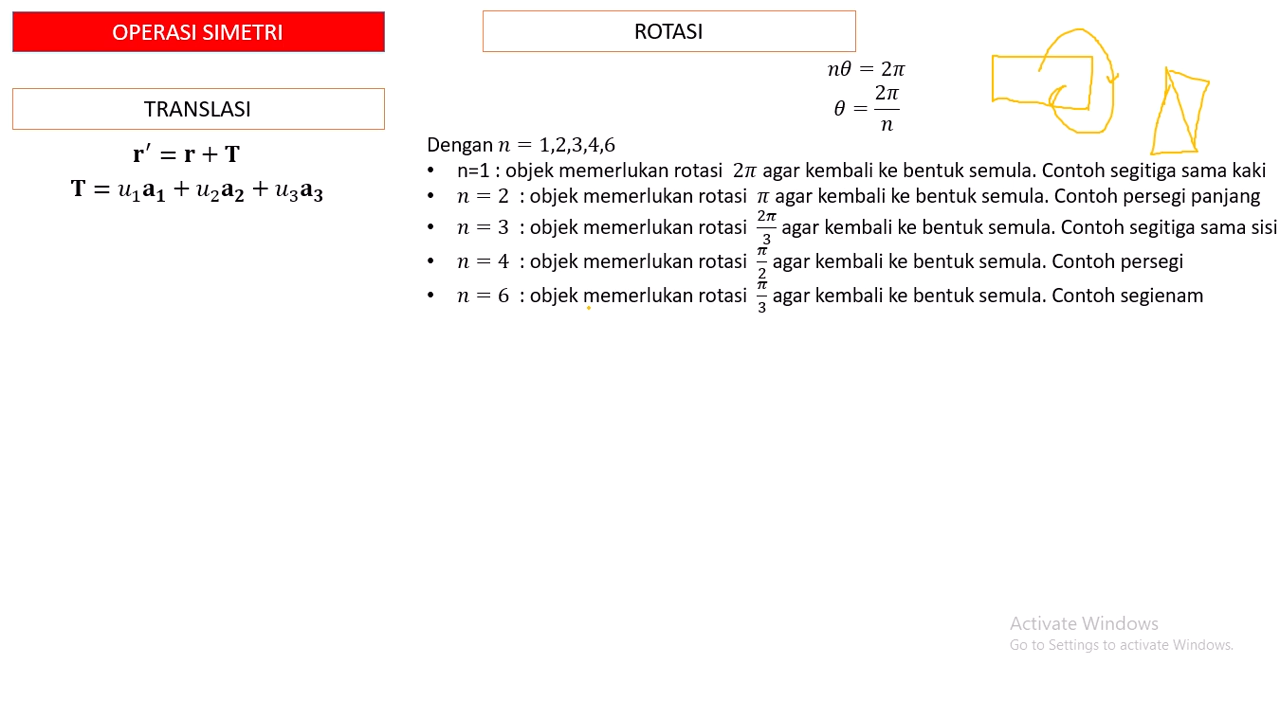 OPERASI SIMETRI
TRANSLASI
r′ = r + T
T = u₁a₁ + u₂a₂ + u₃a₃
ROTASI
nθ = 2π
θ = 2π/n
Dengan n = 1,2,3,4,6
• n=1 : objek memerlukan rotasi 2π agar kembali ke bentuk semula. Contoh segitiga sama kaki
• n = 2 : objek memerlukan rotasi π agar kembali ke bentuk semula. Contoh persegi panjang
• n = 3 : objek memerlukan rotasi 2π/3 agar kembali ke bentuk semula. Contoh segitiga sama sisi
• n = 4 : objek memerlukan rotasi π/2 agar kembali ke bentuk semula. Contoh persegi
• n = 6 : objek memerlukan rotasi π/3 agar kembali ke bentuk semula. Contoh segienam
Activate Windows
Go to Settings to activate Windows.